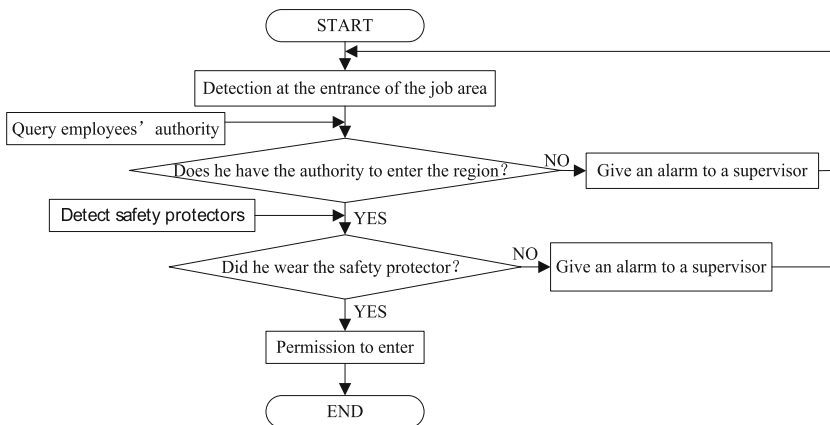 START
Detection at the entrance of the job area
Query employees’ authority
Does he have the authority to enter the region?
NO
Give an alarm to a supervisor
Detect safety protectors
YES
Did he wear the safety protector?
NO
Give an alarm to a supervisor
YES
Permission to enter
END